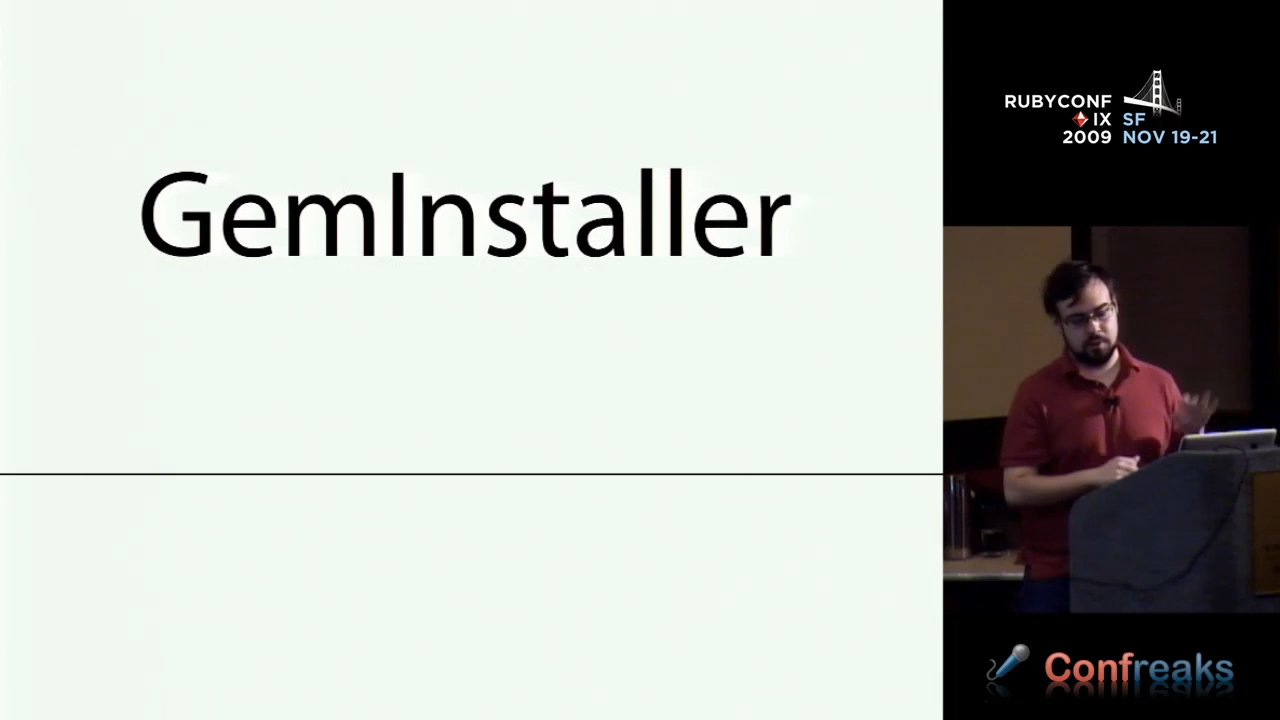 GemInstaller
RUBYCONF
IX SF
2009 NOV 19-21
Confreaks